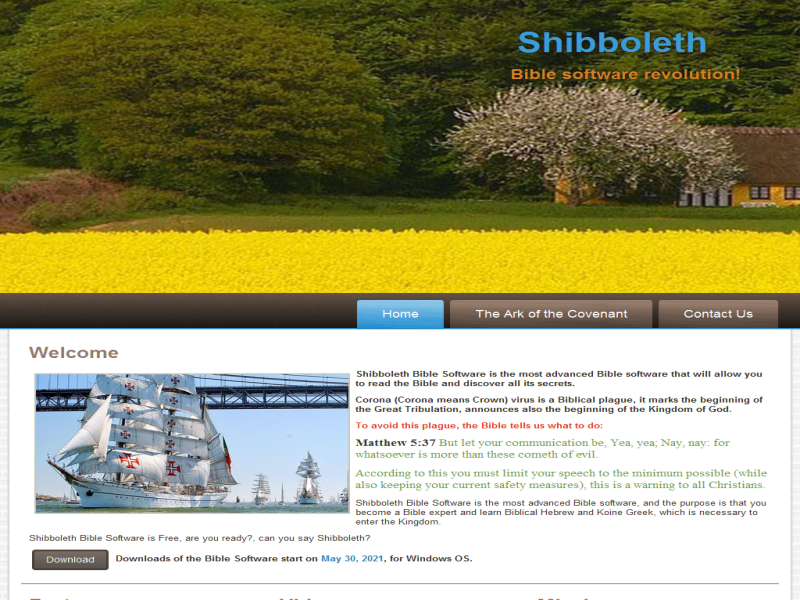 Shibboleth
Bible software revolution!
Home
The Ark of the Covenant
Contact Us
Welcome
Shibboleth Bible Software is the most advanced Bible software that will allow you
to read the Bible and discover all its secrets.
Corona (Corona means Crown) virus is a Biblical plague, it marks the beginning of
the Great Tribulation, announces also the beginning of the Kingdom of God.
To avoid this plague, the Bible tells us what to do:
Matthew 5:37 But let your communication be, Yea, yea; Nay, nay: for
whatsoever is more than these cometh of evil.
According to this you must limit your speech to the minimum possible (while
also keeping your current safety measures), this is a warning to all Christians.
Shibboleth Bible Software is the most advanced Bible software, and the purpose is that you
become a Bible expert and learn Biblical Hebrew and Koine Greek, which is necessary to
enter the Kingdom.
Shibboleth Bible Software is Free, are you ready?, can you say Shibboleth?
Download
Downloads of the Bible Software start on May 30, 2021, for Windows OS.